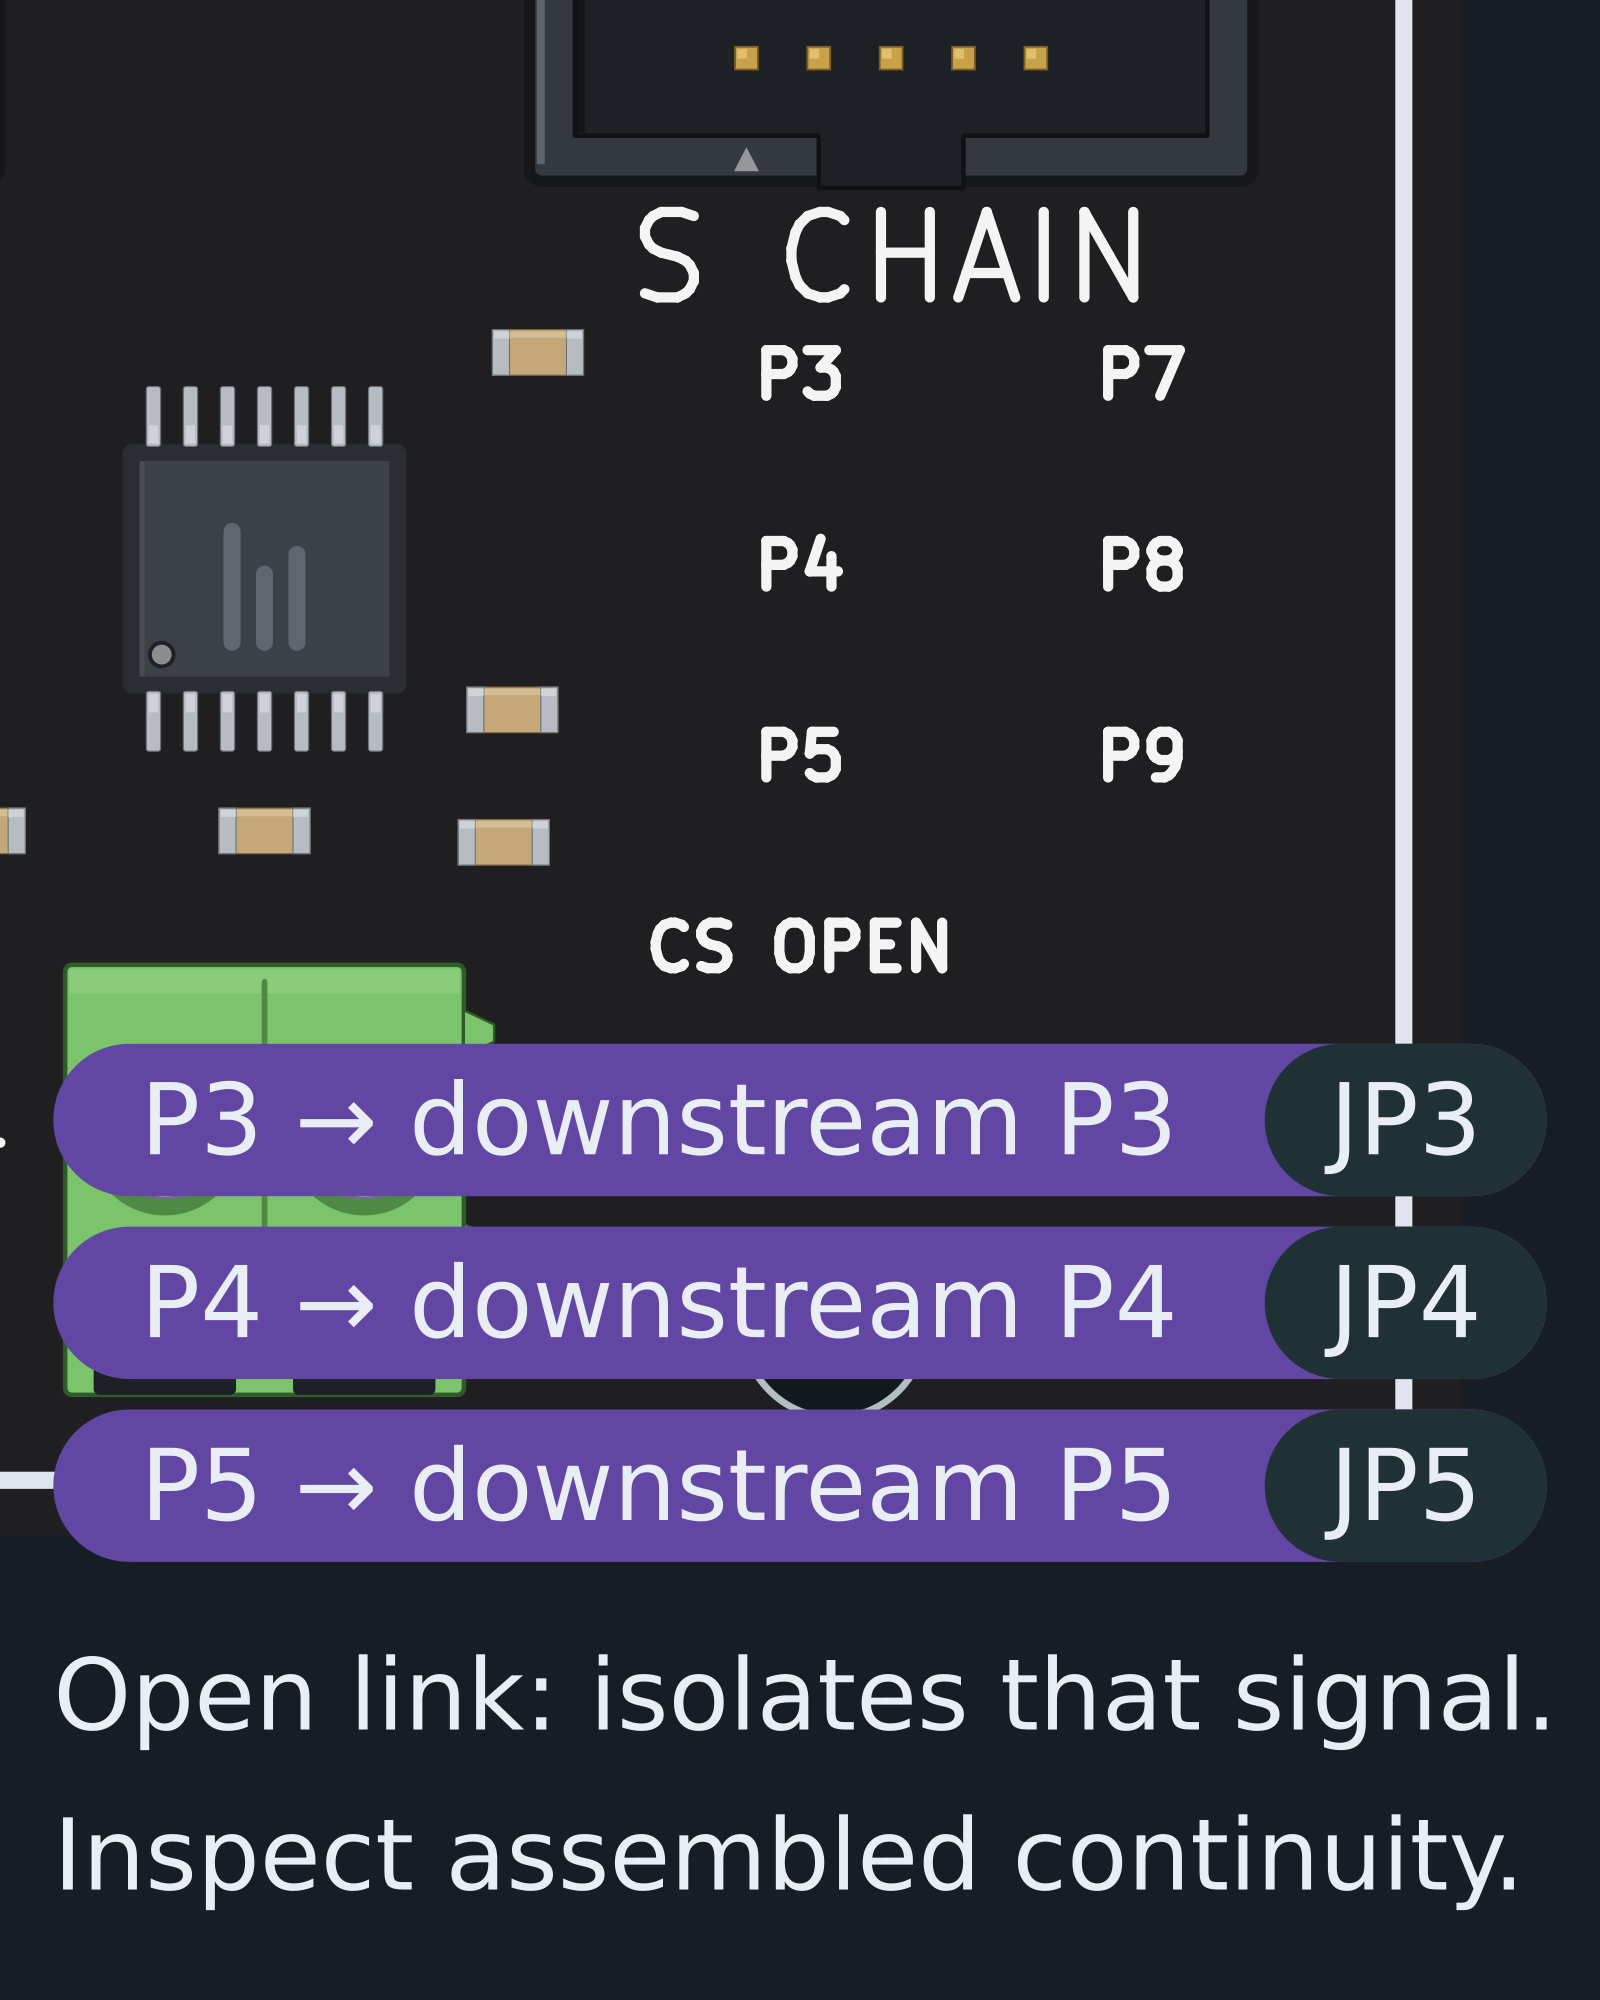 S CHAIN
P3 P7
P4 P8
P5 P9
CS OPEN
P3 → downstream P3 JP3
P4 → downstream P4 JP4
P5 → downstream P5 JP5
Open link: isolates that signal.
Inspect assembled continuity.